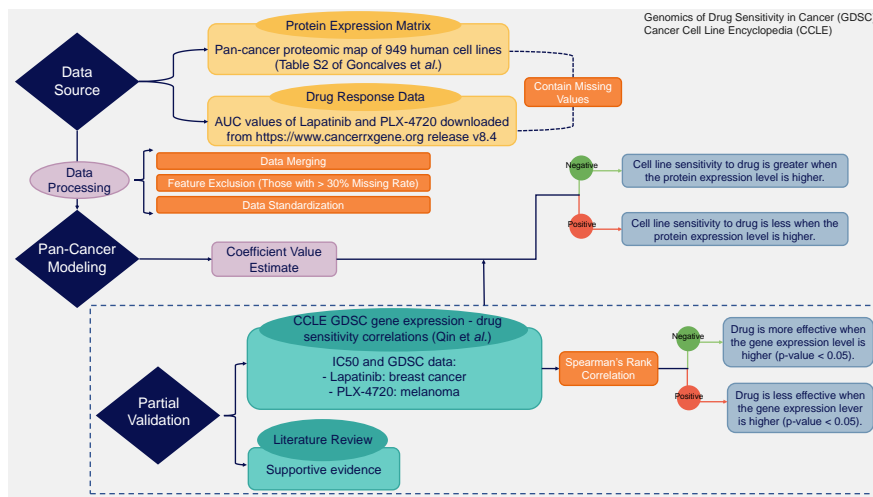 Genomics of Drug Sensitivity in Cancer (GDSC)
Cancer Cell Line Encyclopedia (CCLE)
Protein Expression Matrix
Pan-cancer proteomic map of 949 human cell lines
(Table S2 of Goncalves et al.)
Data
Source
Contain Missing
Values
Drug Response Data
AUC values of Lapatinib and PLX-4720 downloaded
from https://www.cancerrxgene.org release v8.4
Data
Processing
Data Merging
Feature Exclusion (Those with > 30% Missing Rate)
Data Standardization
Negative
Cell line sensitivity to drug is greater when
the protein expression level is higher.
Positive
Cell line sensitivity to drug is less when the
protein expression level is higher.
Pan-Cancer
Modeling
Coefficient Value
Estimate
CCLE GDSC gene expression - drug
sensitivity correlations (Qin et al.)
IC50 and GDSC data:
- Lapatinib: breast cancer
- PLX-4720: melanoma
Spearman's Rank
Correlation
Negative
Drug is more effective when
the gene expression level is
higher (p-value < 0.05).
Positive
Drug is less effective when
the gene expression lever
is higher (p-value < 0.05).
Partial
Validation
Literature Review
Supportive evidence